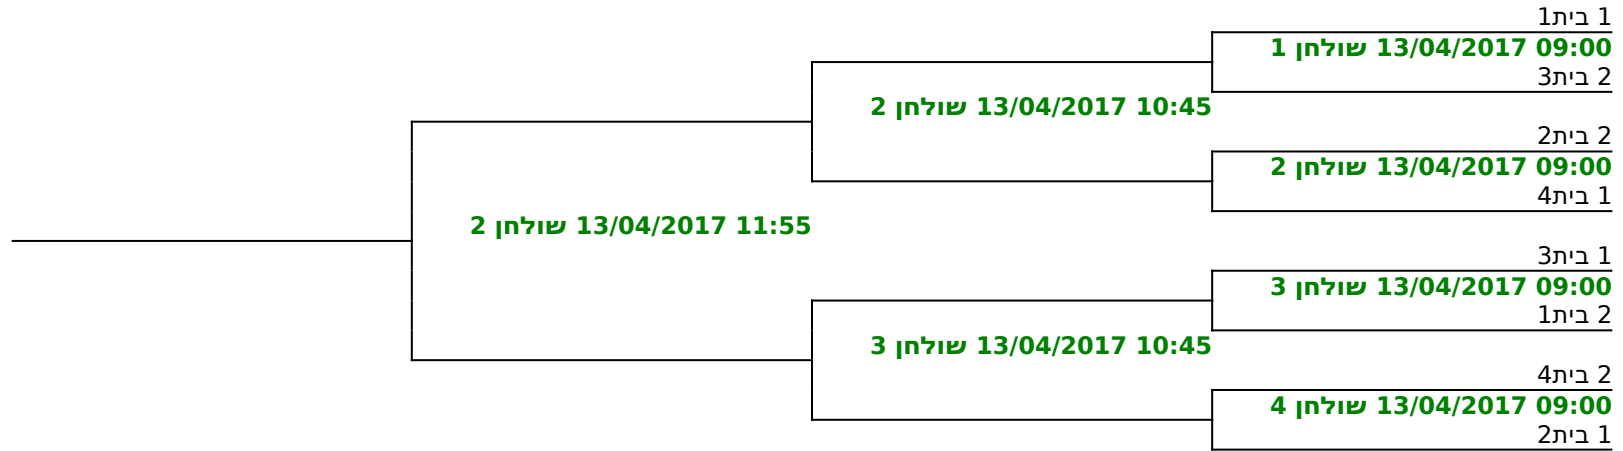 1 בית1
09:00 13/04/2017 שולחן 1
2 בית3
10:45 13/04/2017 שולחן 2
2 בית2
09:00 13/04/2017 שולחן 2
1 בית4
11:55 13/04/2017 שולחן 2
1 בית3
09:00 13/04/2017 שולחן 3
2 בית1
10:45 13/04/2017 שולחן 3
2 בית4
09:00 13/04/2017 שולחן 4
1 בית2